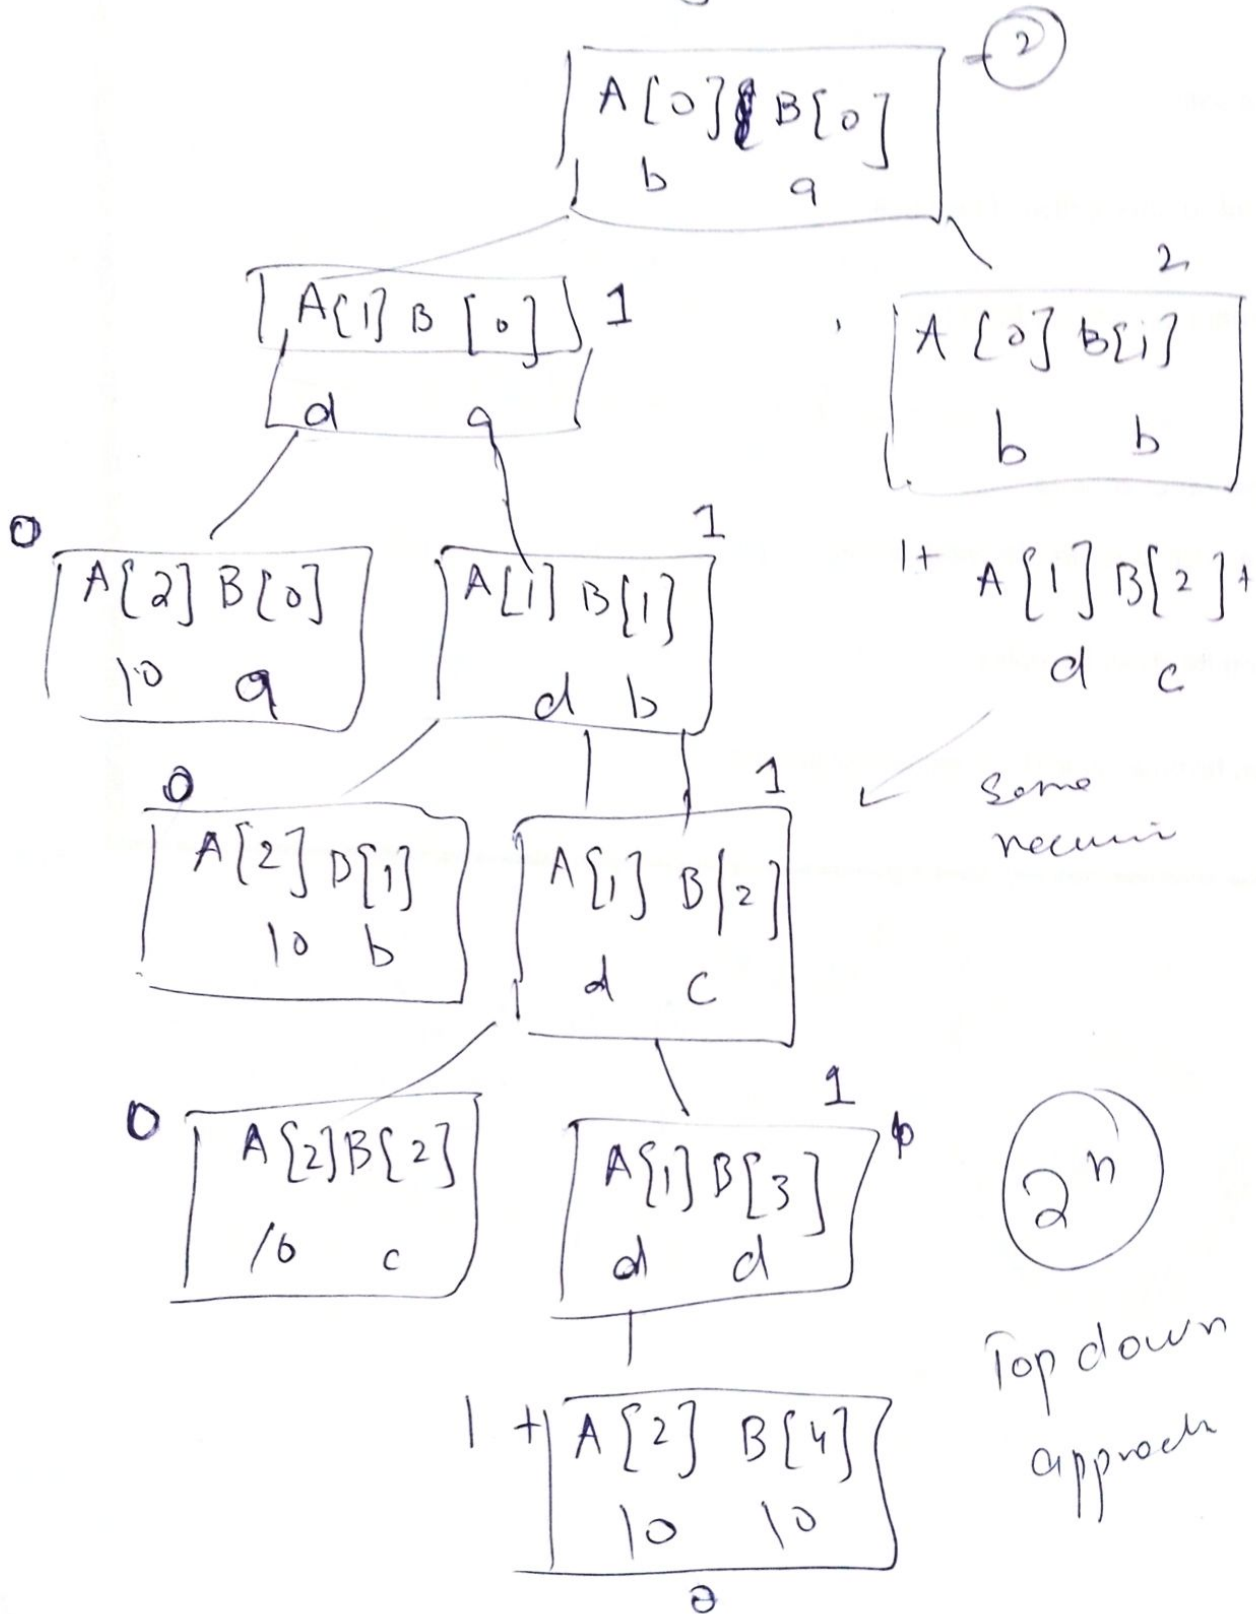 2
A[0] B[0]
b a
A[1] B[0] 1
d a
2
A[0] B[1]
b b
0
A[2] B[0]
\0 a
1
A[1] B[1]
d b
1+ A[1] B[2] +
d c
0
A[2] B[1]
\0 b
1
A[1] B[2]
d c
Same
0
A[2] B[2]
\0 c
1
A[1] B[3]
d d
2^n
Top down
1 + A[2] B[4]
\0 \0
0